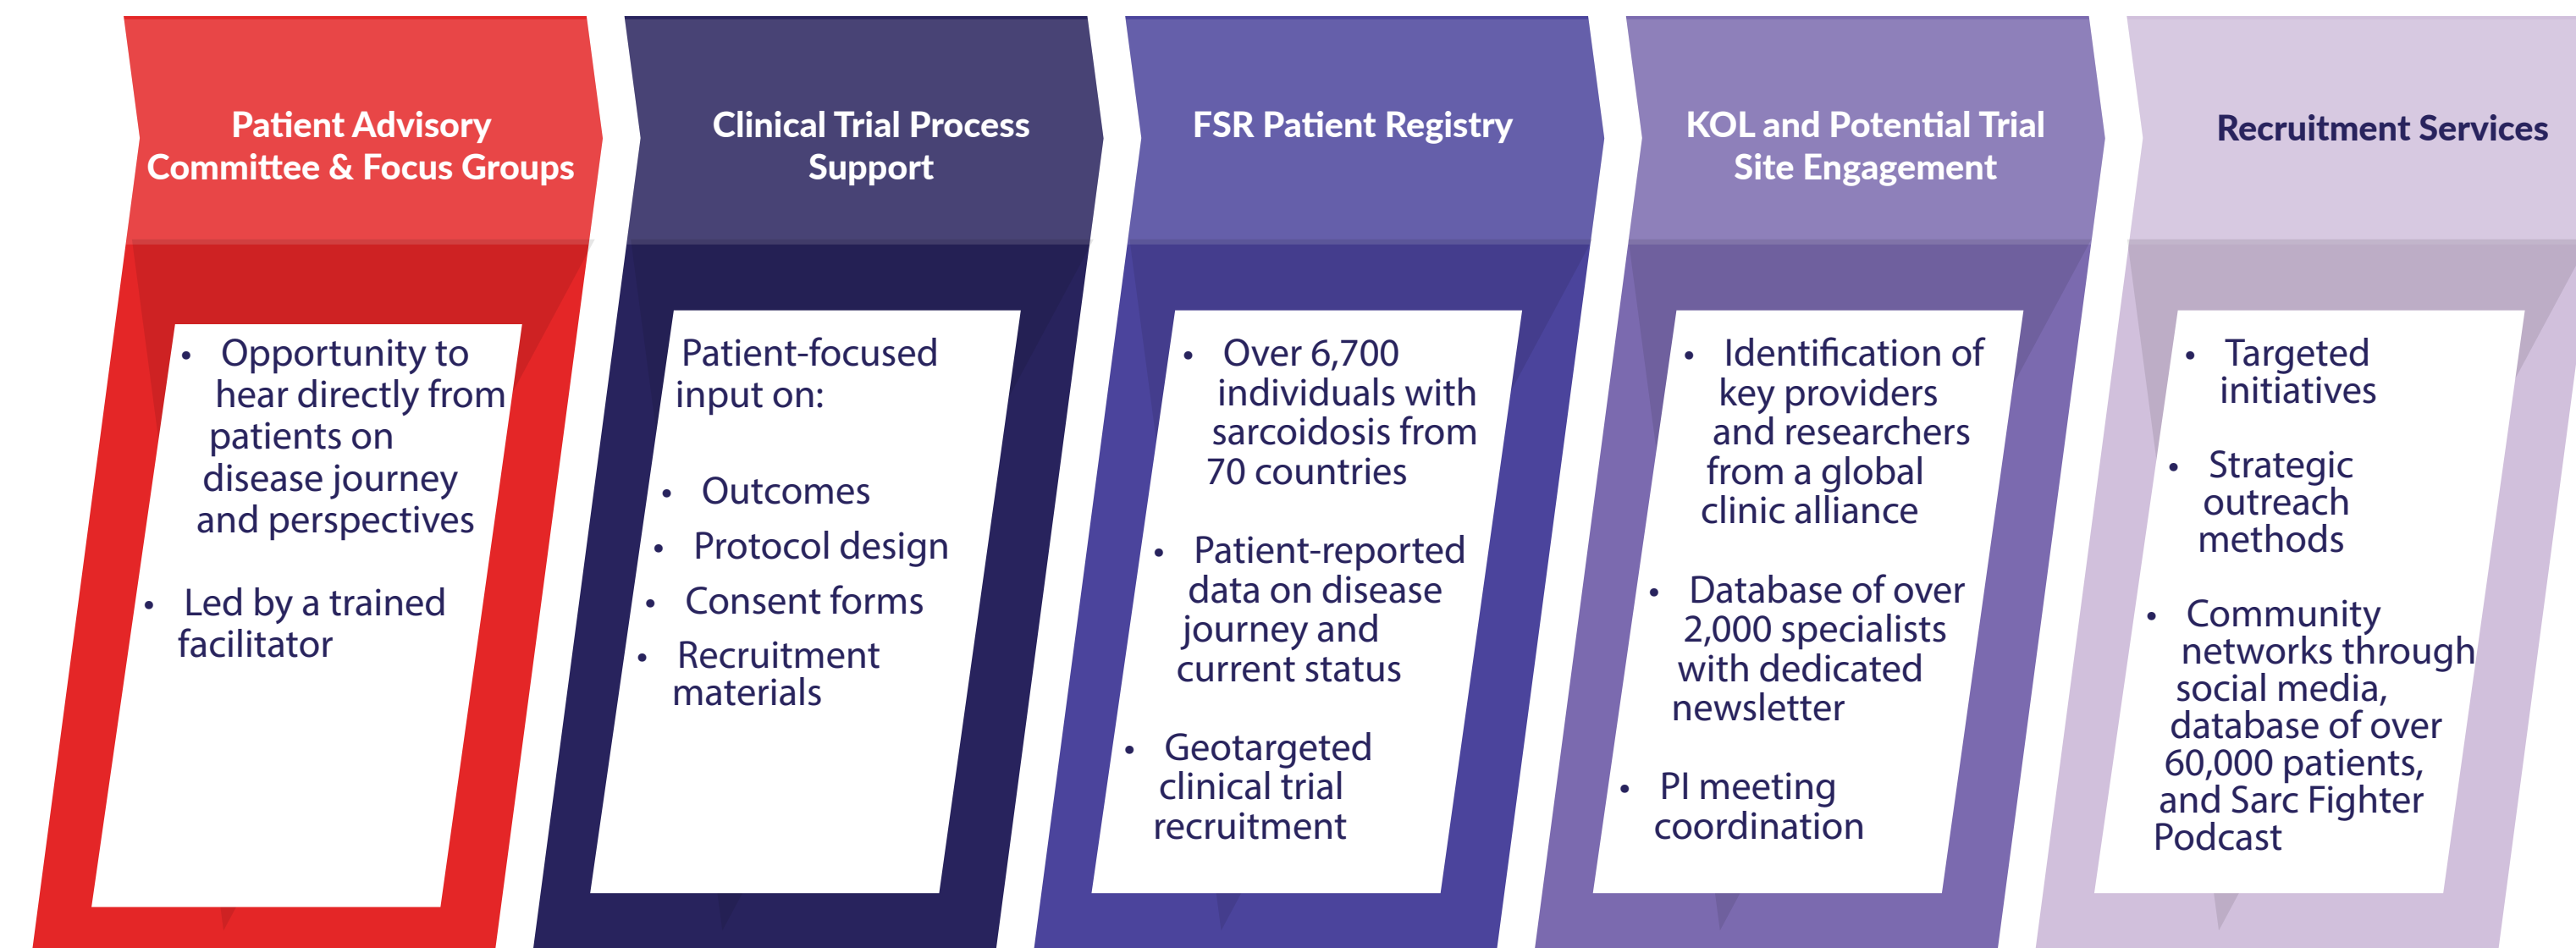 Patient Advisory
Committee & Focus Groups
• Opportunity to
hear directly from
patients on
disease journey
and perspectives
• Led by a trained
facilitator
Clinical Trial Process
Support
Patient-focused
input on:
• Outcomes
• Protocol design
• Consent forms
• Recruitment
materials
FSR Patient Registry
• Over 6,700
individuals with
sarcoidosis from
70 countries
• Patient-reported
data on disease
journey and
current status
• Geotargeted
clinical trial
recruitment
KOL and Potential Trial
Site Engagement
• Identification of
key providers
and researchers
from a global
clinic alliance
• Database of over
2,000 specialists
with dedicated
newsletter
• PI meeting
coordination
Recruitment Services
• Targeted
initiatives
• Strategic
outreach
methods
• Community
networks through
social media,
database of over
60,000 patients,
and Sarc Fighter
Podcast